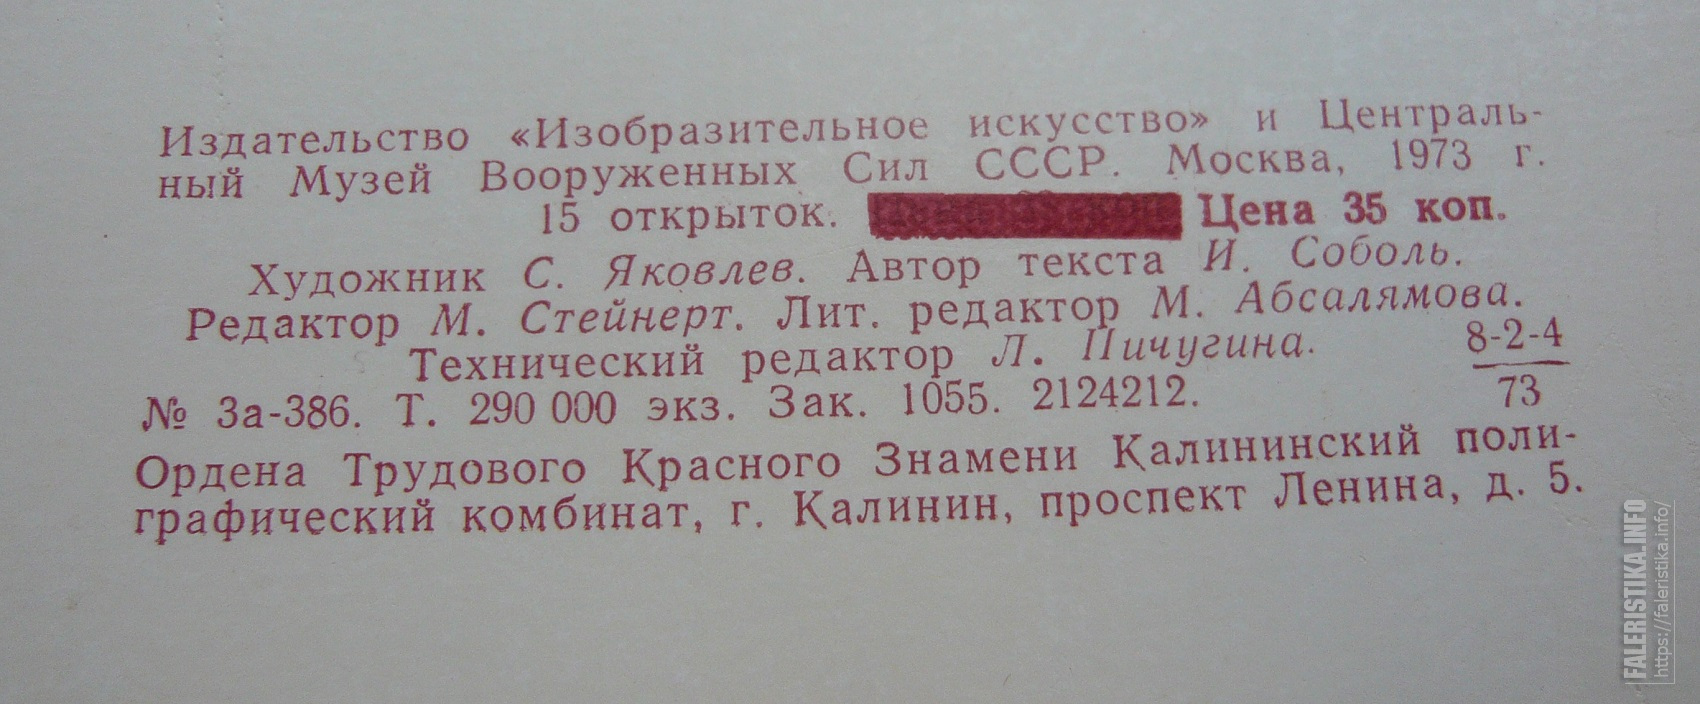 Издательство «Изобразительное искусство» и Централь-
ный Музей Вооруженных Сил СССР. Москва, 1973 г.
15 открыток. Цена 35 коп.
Художник С. Яковлев. Автор текста И. Соболь.
Редактор М. Стейнерт. Лит. редактор М. Абсалямова.
Технический редактор Л. Пичугина.
8-2-4
73
№ 3а-386. Т. 290 000 экз. Зак. 1055. 2124212.
Ордена Трудового Красного Знамени Калининский поли-
графический комбинат, г. Калинин, проспект Ленина, д. 5.
FALERISTIKA.INFO
https://faleristika.info/